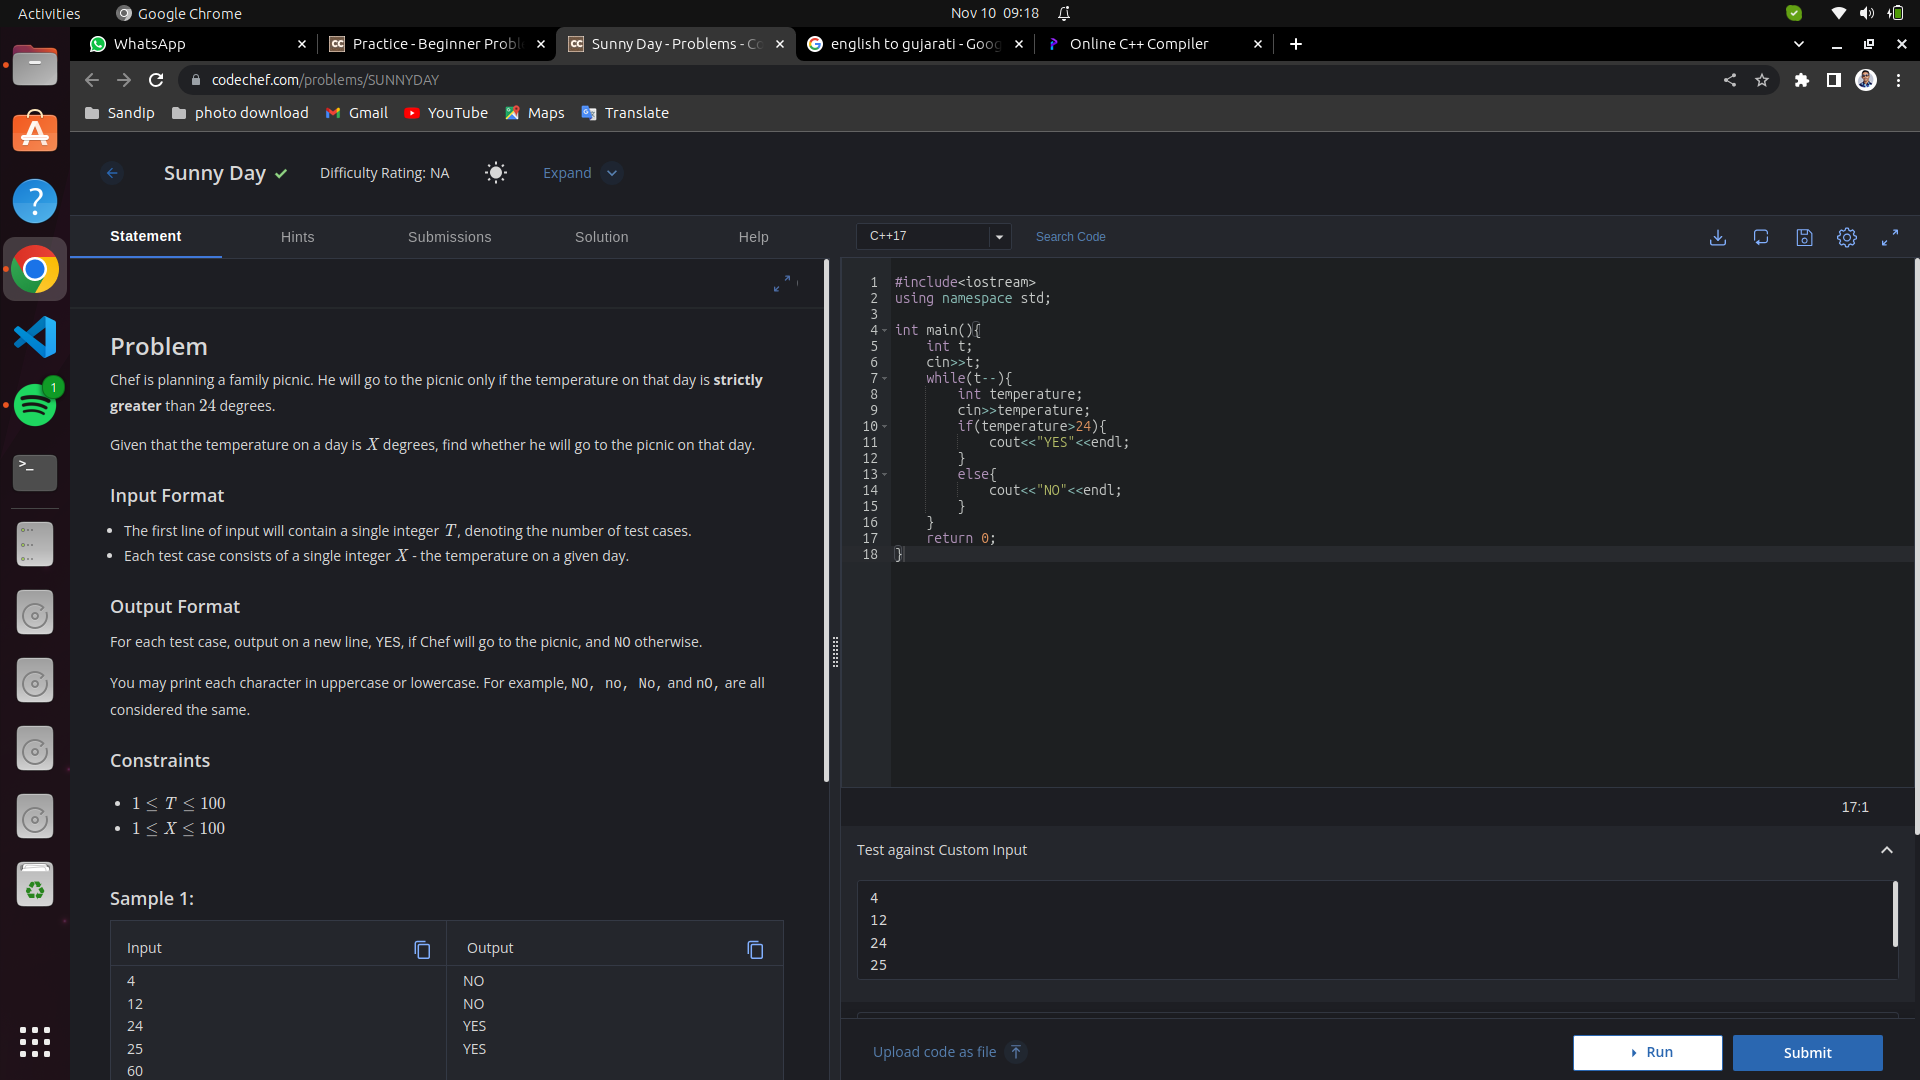 Activities Google Chrome Nov 10 09:18
WhatsApp Practice - Beginner Probl Sunny Day - Problems - Co english to gujarati - Goog Online C++ Compiler
codechef.com/problems/SUNNYDAY
SandIp photo download Gmail YouTube Maps Translate
Sunny Day Difficulty Rating: NA Expand
Statement Hints Submissions Solution Help
1
>_
Problem
Chef is planning a family picnic. He will go to the picnic only if the temperature on that day is strictly
greater than 24 degrees.
Given that the temperature on a day is X degrees, find whether he will go to the picnic on that day.
Input Format
• The first line of input will contain a single integer T, denoting the number of test cases.
• Each test case consists of a single integer X - the temperature on a given day.
Output Format
For each test case, output on a new line, YES, if Chef will go to the picnic, and NO otherwise.
You may print each character in uppercase or lowercase. For example, NO, no, No, and nO, are all
considered the same.
Constraints
• 1 ≤ T ≤ 100
• 1 ≤ X ≤ 100
Sample 1:
Input Output
4 NO
12 NO
24 YES
25 YES
60
C++17 Search Code
1 #include<iostream>
2 using namespace std;
3
4 int main(){
5 int t;
6 cin>>t;
7 while(t--){
8 int temperature;
9 cin>>temperature;
10 if(temperature>24){
11 cout<<"YES"<<endl;
12 }
13 else{
14 cout<<"NO"<<endl;
15 }
16 }
17 return 0;
18 }
17:1
Test against Custom Input
4
12
24
25
Upload code as file Run Submit